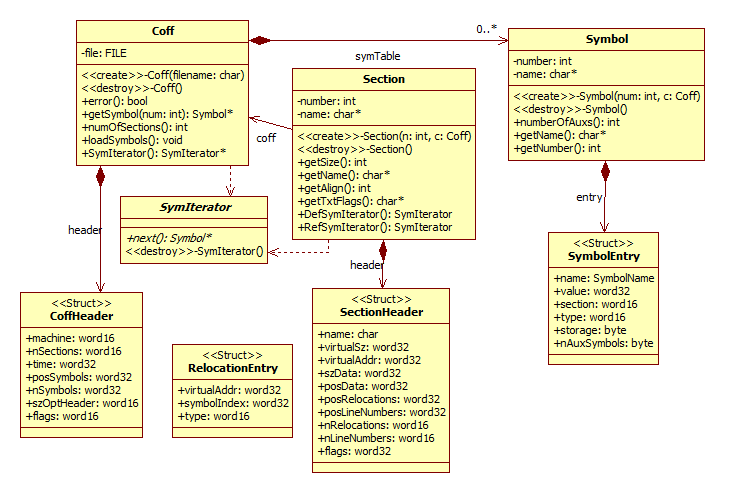 Coff
-file: FILE
<<create>>-Coff(filename: char)
<<destroy>>-Coff()
+error(): bool
+getSymbol(num: int): Symbol*
+numOfSections(): int
+loadSymbols(): void
+SymIterator(): SymIterator*
0..*
symTable
Symbol
-number: int
-name: char*
<<create>>-Symbol(num: int, c: Coff)
<<destroy>>-Symbol()
+numberOfAuxs(): int
+getName(): char*
+getNumber(): int
Section
-number: int
-name: char*
<<create>>-Section(n: int, c: Coff)
<<destroy>>-Section()
+getSize(): int
+getName(): char*
+getAlign(): int
+getTxtFlags(): char*
+DefSymIterator(): SymIterator
+RefSymIterator(): SymIterator
coff
SymIterator
+next(): Symbol*
<<destroy>>-SymIterator()
header
header
entry
<<Struct>>
CoffHeader
+machine: word16
+nSections: word16
+time: word32
+posSymbols: word32
+nSymbols: word32
+szOptHeader: word16
+flags: word16
<<Struct>>
RelocationEntry
+virtualAddr: word32
+symbolIndex: word32
+type: word16
<<Struct>>
SectionHeader
+name: char
+virtualSz: word32
+virtualAddr: word32
+szData: word32
+posData: word32
+posRelocations: word32
+posLineNumbers: word32
+nRelocations: word16
+nLineNumbers: word16
+flags: word32
<<Struct>>
SymbolEntry
+name: SymbolName
+value: word32
+section: word16
+type: word16
+storage: byte
+nAuxSymbols: byte